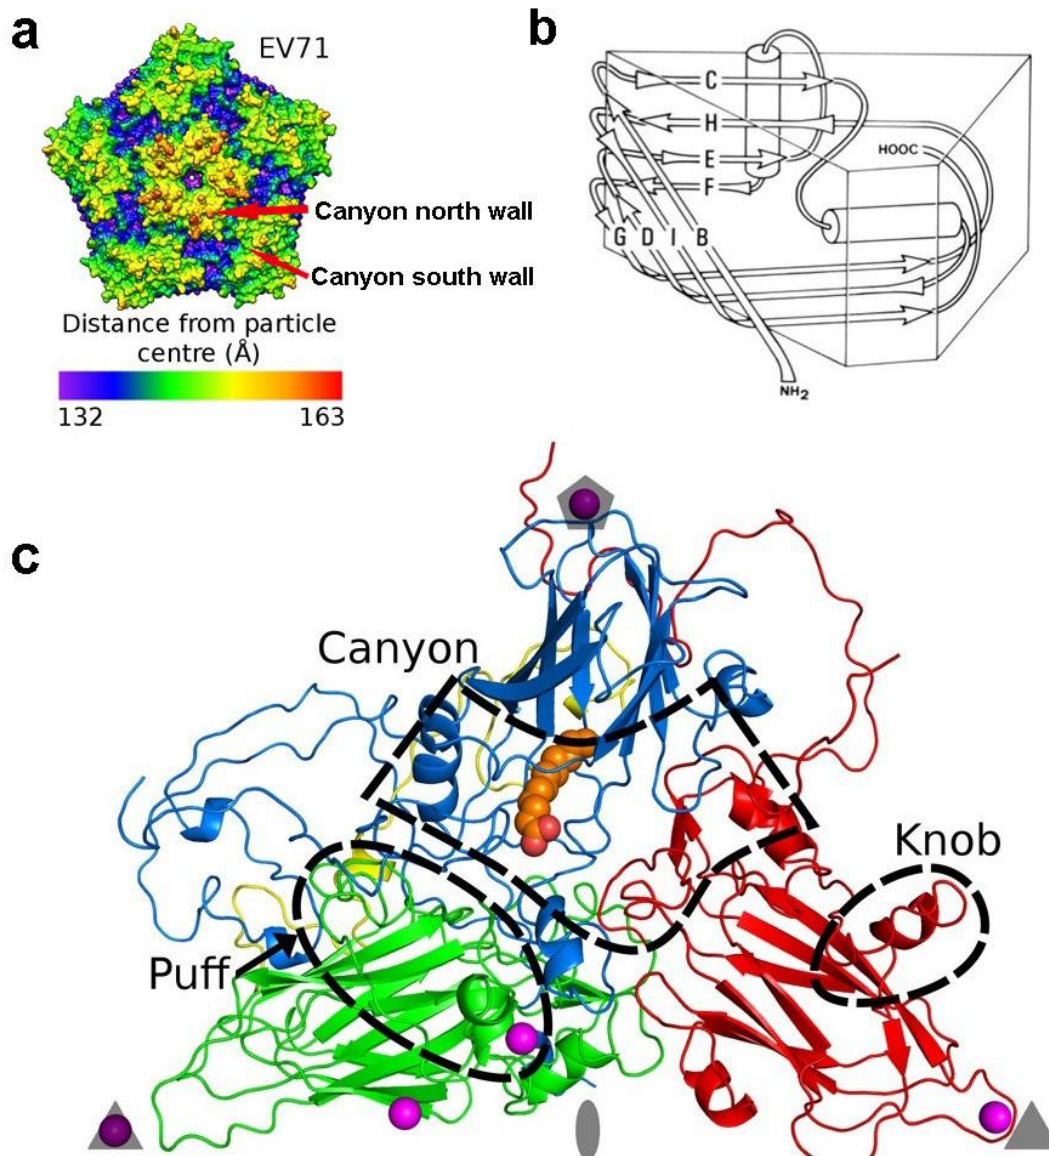 a
EV71
Canyon north wall
Canyon south wall
Distance from particle
centre (Å)
132
163
b
C
H
E
F
G D I B
HOOC
NH2
c
Canyon
Knob
Puff